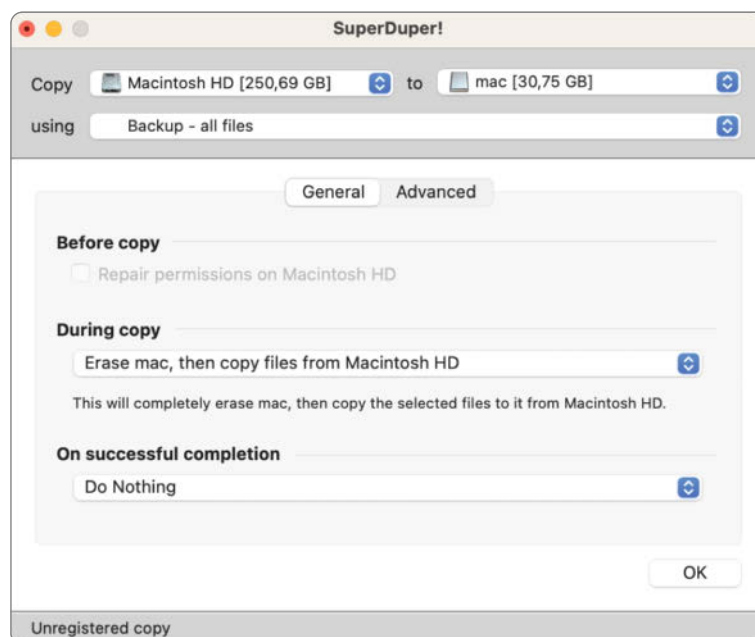 SuperDuper!
Copy Macintosh HD [250,69 GB] to mac [30,75 GB]
using Backup - all files
General Advanced
Before copy
Repair permissions on Macintosh HD
During copy
Erase mac, then copy files from Macintosh HD
This will completely erase mac, then copy the selected files to it from Macintosh HD.
On successful completion
Do Nothing
OK
Unregistered copy